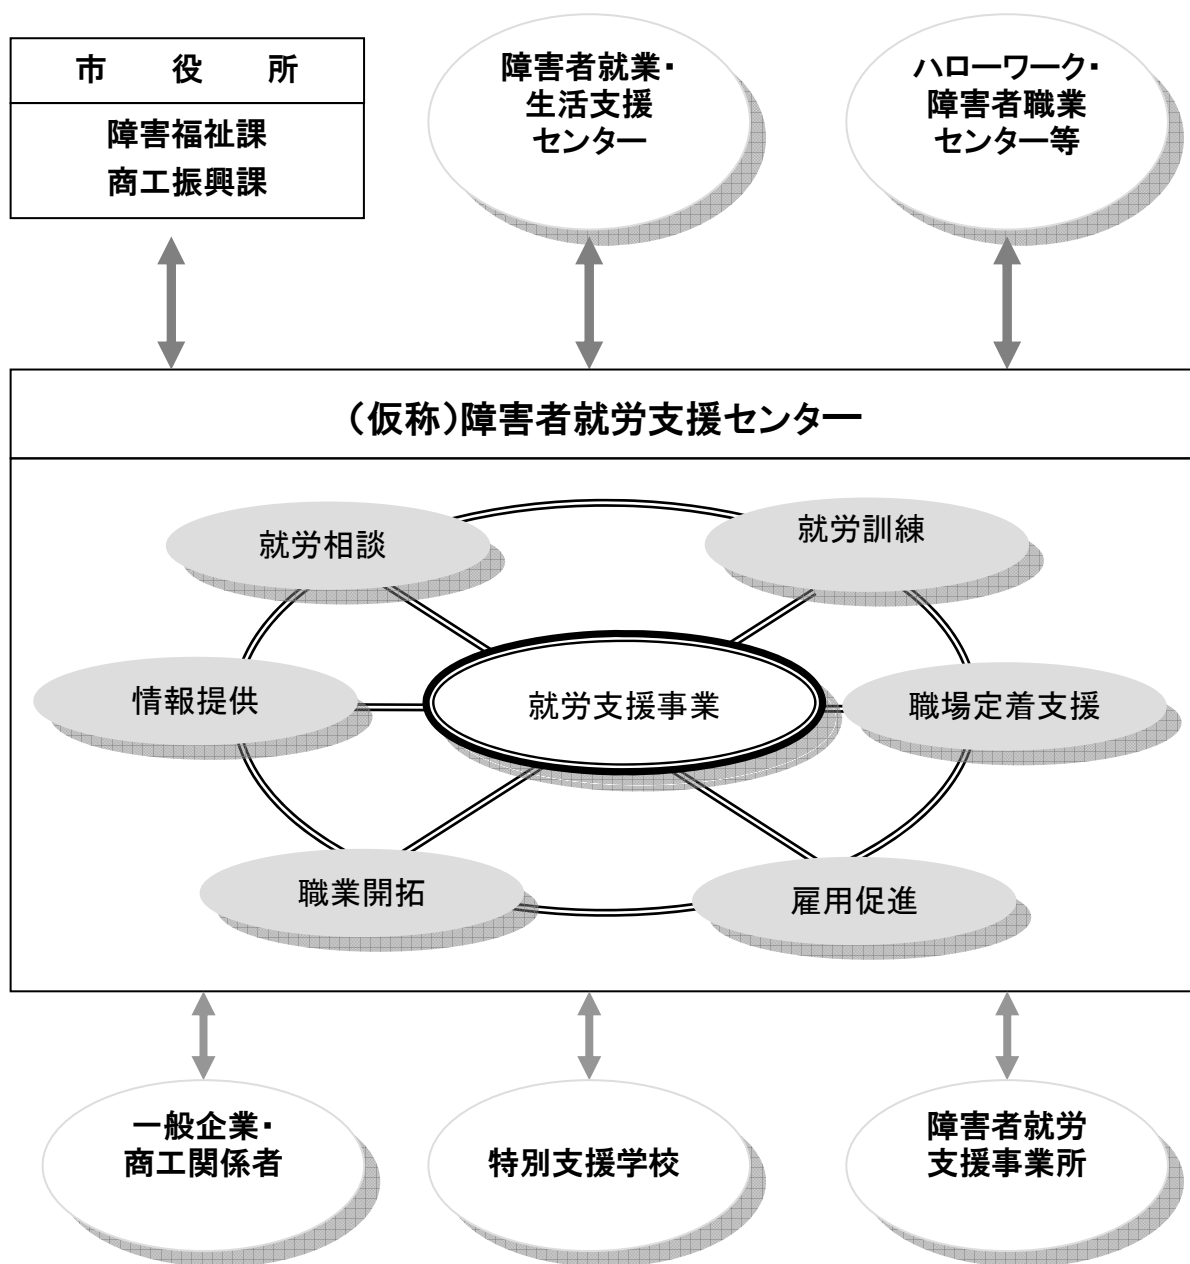 市　役　所
障害福祉課
商工振興課
障害者就業・
生活支援
センター
ハローワーク・
障害者職業
センター等
（仮称）障害者就労支援センター
就労相談
就労訓練
情報提供
就労支援事業
職場定着支援
職業開拓
雇用促進
一般企業・
商工関係者
特別支援学校
障害者就労
支援事業所